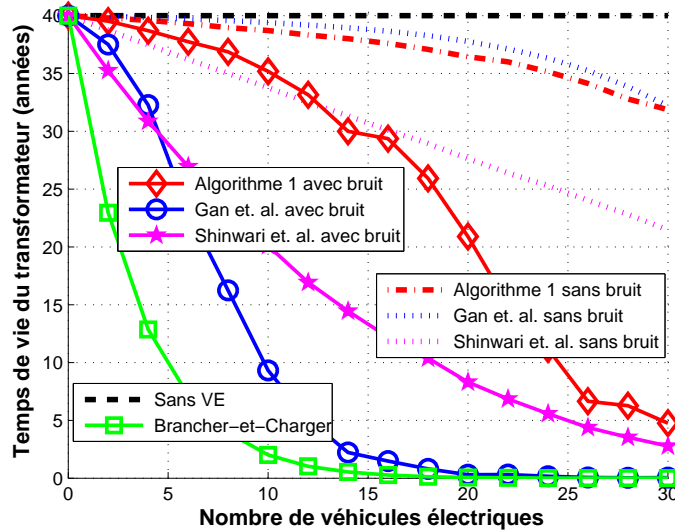 40
35
30
25
20
15
10
5
0
Temps de vie du transformateur (années)
Algorithme 1 avec bruit
Gan et. al. avec bruit
Shinwari et. al. avec bruit
Algorithme 1 sans bruit
Gan et. al. sans bruit
Shinwari et. al. sans bruit
Sans VE
Brancher−et−Charger
0 5 10 15 20 25 30
Nombre de véhicules électriques